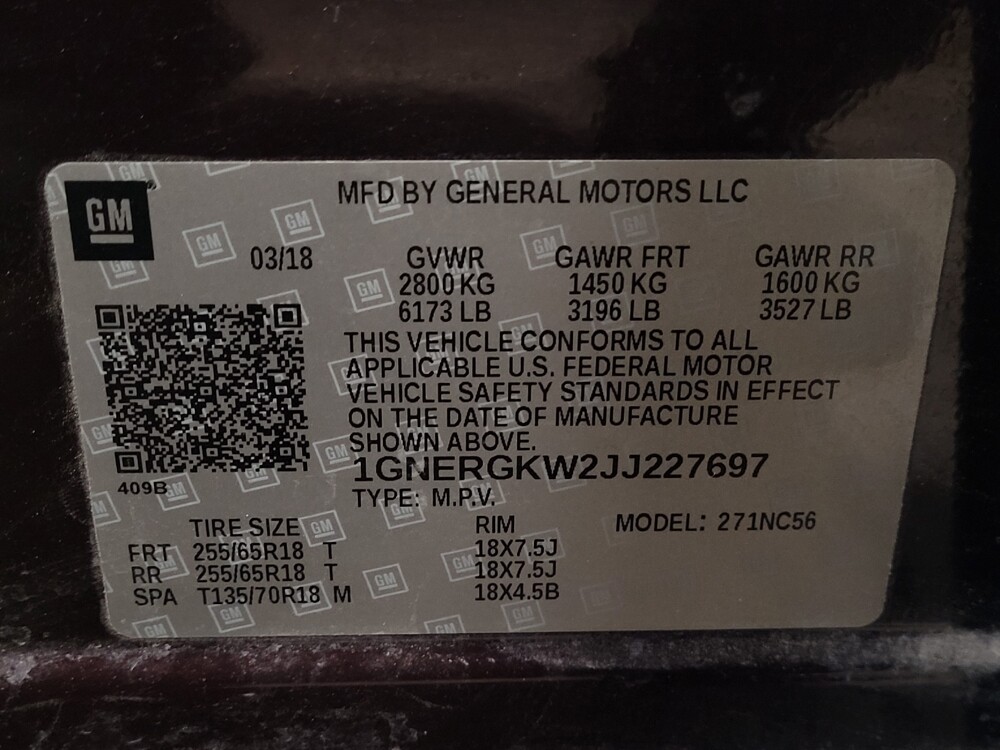 GM
MFD BY GENERAL MOTORS LLC
03/18 GVWR GAWR FRT GAWR RR
2800 KG 1450 KG 1600 KG
6173 LB 3196 LB 3527 LB
THIS VEHICLE CONFORMS TO ALL
APPLICABLE U.S. FEDERAL MOTOR
VEHICLE SAFETY STANDARDS IN EFFECT
ON THE DATE OF MANUFACTURE
SHOWN ABOVE.
1GNERGKW2JJ227697
409B
TYPE: M.P.V.
TIRE SIZE RIM MODEL: 271NC56
FRT 255/65R18 T 18X7.5J
RR 255/65R18 T 18X7.5J
SPA T135/70R18 M 18X4.5B